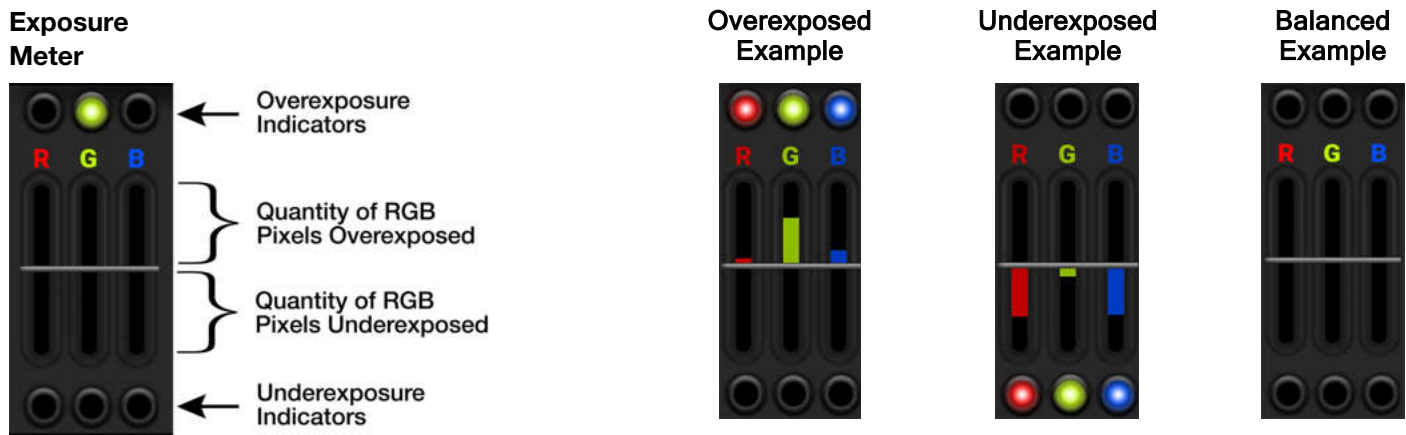 Exposure
Meter
R G B
Overexposure
Indicators
Quantity of RGB
Pixels Overexposed
Quantity of RGB
Pixels Underexposed
Underexposure
Indicators
Overexposed
Example
R G B
Underexposed
Example
R G B
Balanced
Example
R G B